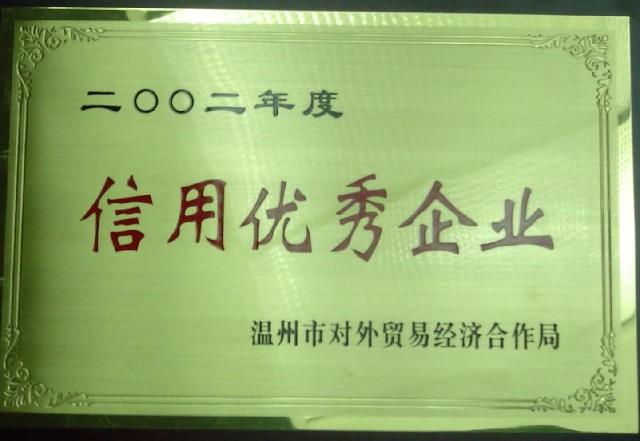 二〇〇二年度
信用优秀企业
温州市对外贸易经济合作局